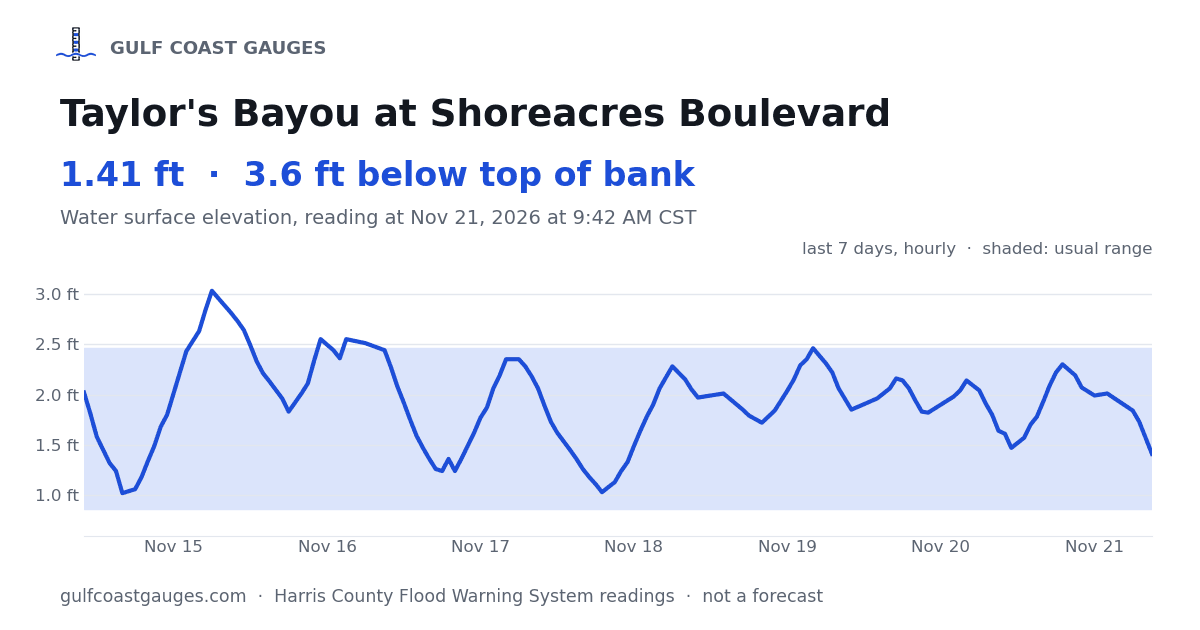 GULF COAST GAUGES
Taylor's Bayou at Shoreacres Boulevard
1.41 ft · 3.6 ft below top of bank
Water surface elevation, reading at Nov 21, 2026 at 9:42 AM CST
last 7 days, hourly · shaded: usual range
3.0 ft
2.5 ft
2.0 ft
1.5 ft
1.0 ft
Nov 15 Nov 16 Nov 17 Nov 18 Nov 19 Nov 20 Nov 21
gulfcoastgauges.com · Harris County Flood Warning System readings · not a forecast